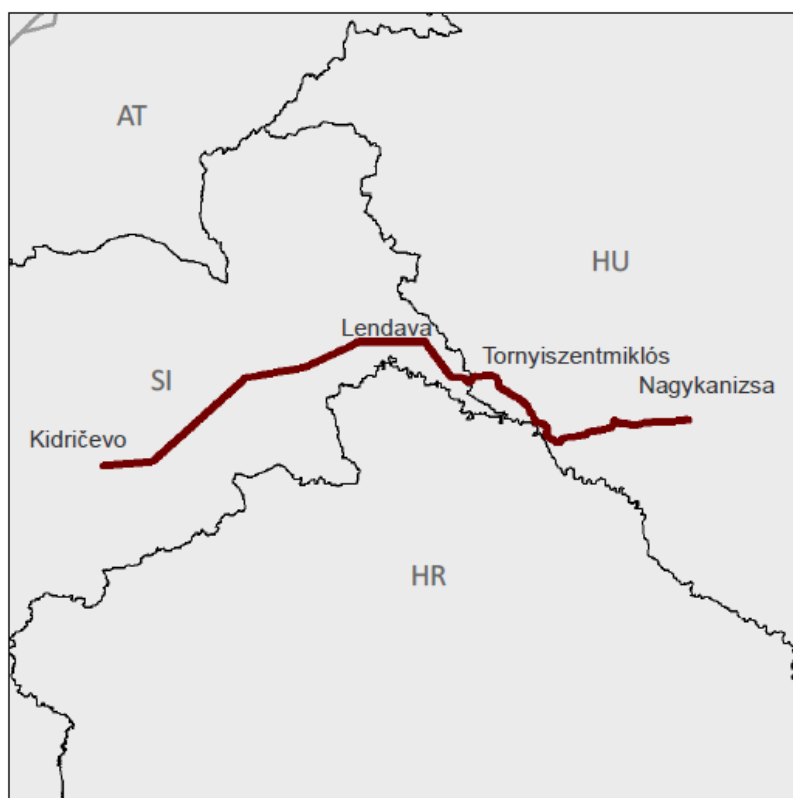 AT
HU
Lendava
Tornyiszentmiklós
SI
Nagykanizsa
Kidričevo
HR